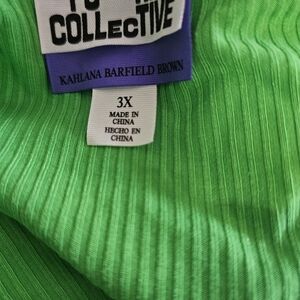 COLLECTIVE
KAHLANA BARFIELD BROWN
3X
MADE IN
CHINA
HECHO EN
CHINA